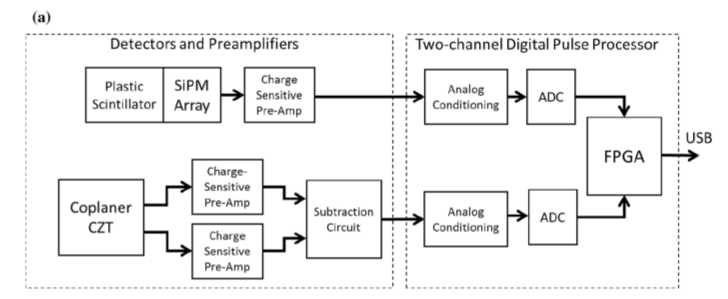 (a)
Detectors and Preamplifiers
Two-channel Digital Pulse Processor
Plastic
Scintillator
SiPM
Array
Charge
Sensitive
Pre-Amp
Analog
Conditioning
ADC
FPGA
USB
Coplaner
CZT
Charge-
Sensitive
Pre-Amp
Charge
Sensitive
Pre-Amp
Subtraction
Circuit
Analog
Conditioning
ADC